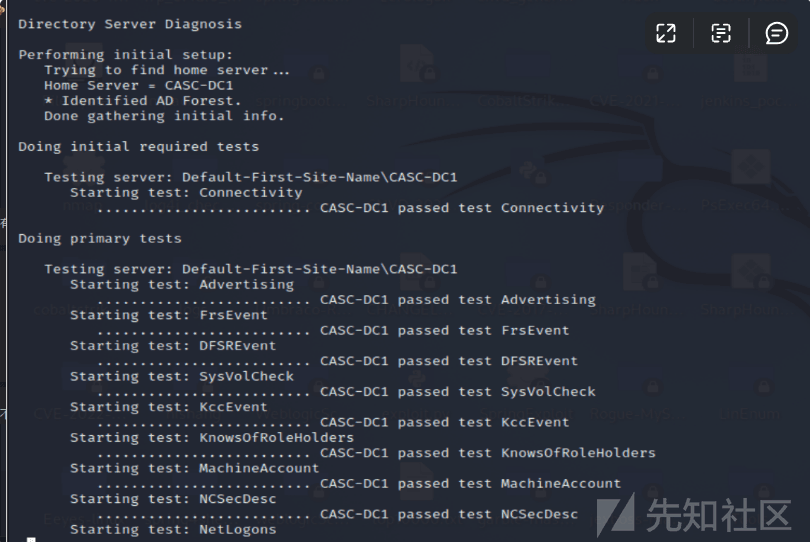 Directory Server Diagnosis
Performing initial setup:
Trying to find home server...
Home Server = CASC-DC1
* Identified AD Forest.
Done gathering initial info.
Doing initial required tests
Testing server: Default-First-Site-Name\CASC-DC1
Starting test: Connectivity
......................... CASC-DC1 passed test Connectivity
Doing primary tests
Testing server: Default-First-Site-Name\CASC-DC1
Starting test: Advertising
......................... CASC-DC1 passed test Advertising
Starting test: FrsEvent
......................... CASC-DC1 passed test FrsEvent
Starting test: DFSREvent
......................... CASC-DC1 passed test DFSREvent
Starting test: SysVolCheck
......................... CASC-DC1 passed test SysVolCheck
Starting test: KccEvent
......................... CASC-DC1 passed test KccEvent
Starting test: KnowsOfRoleHolders
......................... CASC-DC1 passed test KnowsOfRoleHolders
Starting test: MachineAccount
......................... CASC-DC1 passed test MachineAccount
Starting test: NCSecDesc
......................... CASC-DC1 passed test NCSecDesc
Starting test: NetLogons
先知社区